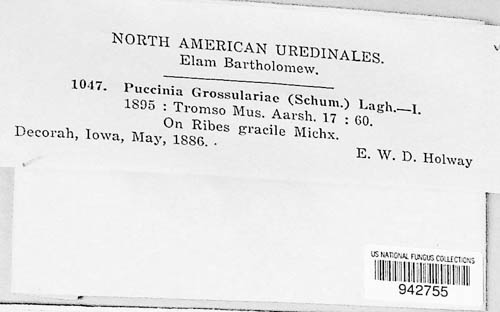 NORTH AMERICAN UREDINALES.
Elam Bartholomew.
1047. Puccinia Grossulariae (Schum.) Lagh.—I.
1895 : Tromso Mus. Aarsh. 17 : 60.
On Ribes gracile Michx.
Decorah, Iowa, May, 1886.
E. W. D. Holway
US NATIONAL FUNGUS COLLECTIONS
942755